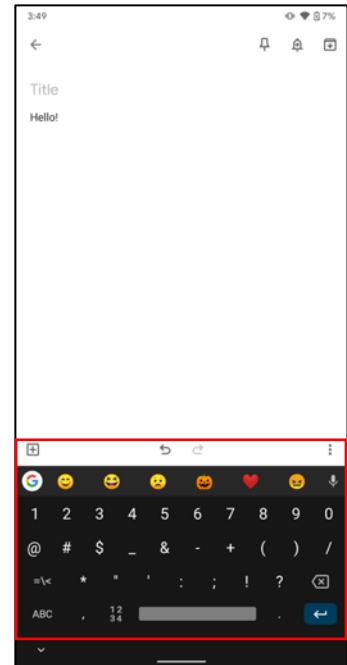 3:49 7%
Title
Hello!
G
1 2 3 4 5 6 7 8 9 0
@ # $ _ & - + ( ) /
=\< * " ' : ; ! ?
ABC , 12 .
34